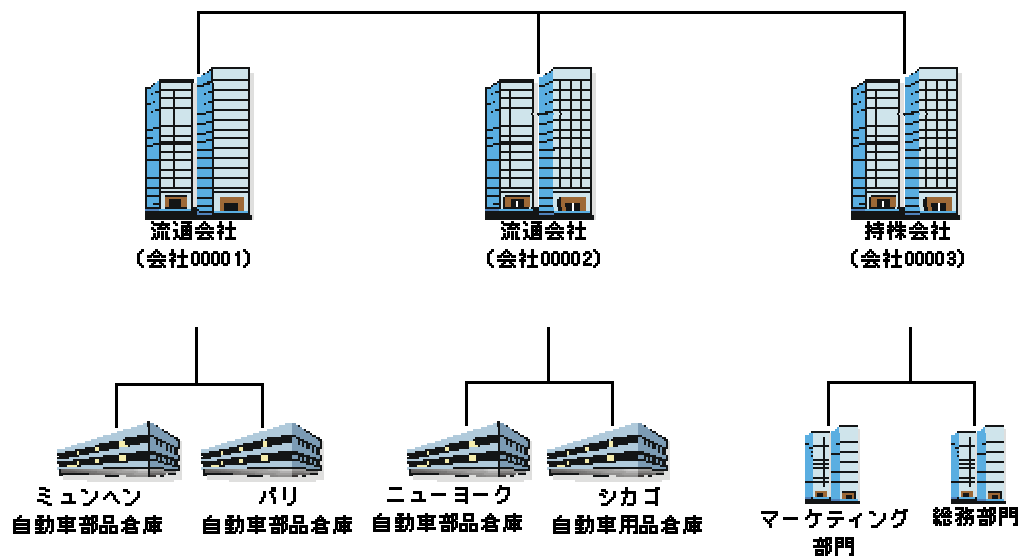 流通会社
（会社00001）
流通会社
（会社00002）
持株会社
（会社00003）
ミュンヘン
自動車部品倉庫
パリ
自動車部品倉庫
ニューヨーク
自動車部品倉庫
シカゴ
自動車用品倉庫
マーケティング
部門
総務部門